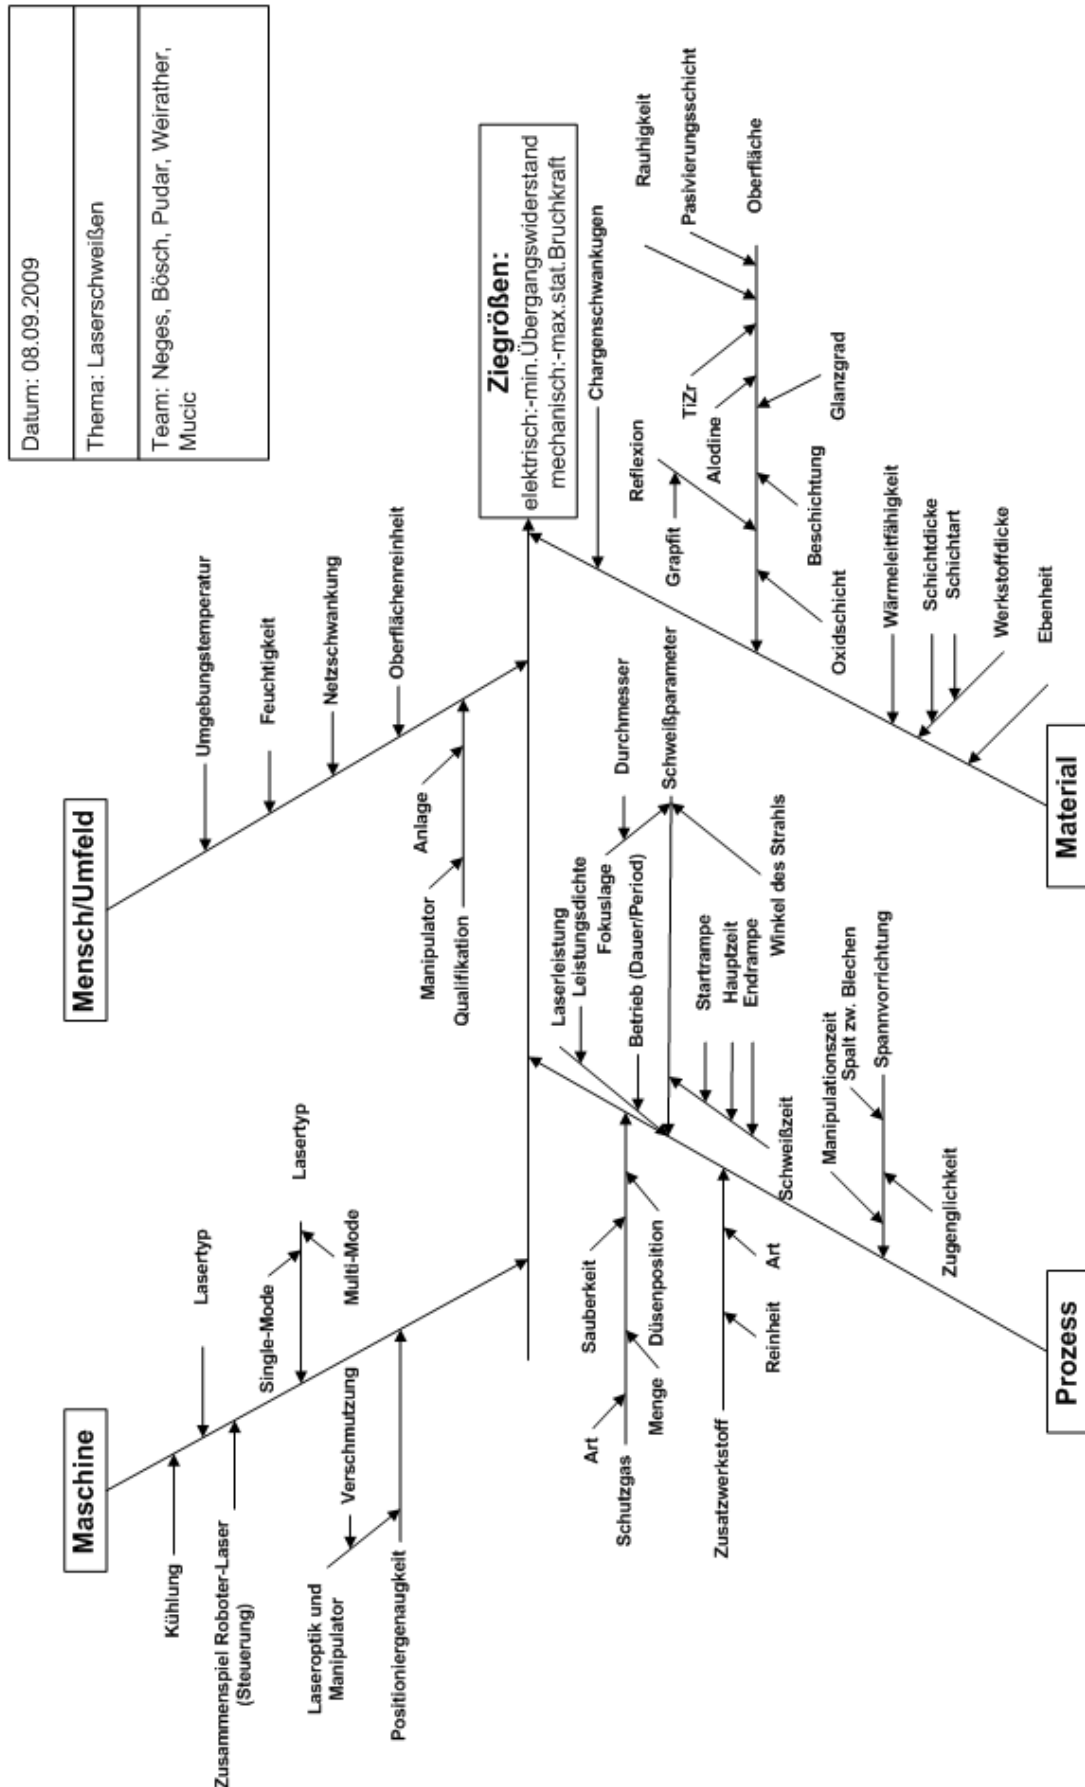 Datum: 08.09.2009
Thema: Laserschweißen
Team: Neges, Bösch, Pudar, Weirather,
Mucic
Maschine
Kühlung
Lasertyp
Zusammenspiel Roboter-Laser
(Steuerung)
Single-Mode
Lasertyp
Multi-Mode
Laseroptik und
Manipulator
Verschmutzung
Positioniergenaugkeit
Mensch/Umfeld
Umgebungstemperatur
Feuchtigkeit
Netzschwankung
Oberflächenreinheit
Manipulator
Anlage
Qualifikation
Ziegrößen:
elektrisch:-min.Übergangswiderstand
mechanisch:-max.stat.Bruchkraft
Art
Sauberkeit
Schutzgas
Menge
Düsenposition
Zusatzwerkstoff
Reinheit
Art
Laserleistung
Leistungsdichte
Fokuslage
Durchmesser
Betrieb (Dauer/Period)
Schweißparameter
Startrampe
Hauptzeit
Endrampe
Winkel des Strahls
Schweißzeit
Manipulationszeit
Spalt zw. Blechen
Spannvorrichtung
Zugenglichkeit
Prozess
Chargenschwankugen
Reflexion
Grapfit
Rauhigkeit
Pasivierungsschicht
TiZr
Alodine
Oberfläche
Oxidschicht
Beschichtung
Glanzgrad
Wärmeleitfähigkeit
Schichtdicke
Schichtart
Werkstoffdicke
Ebenheit
Material